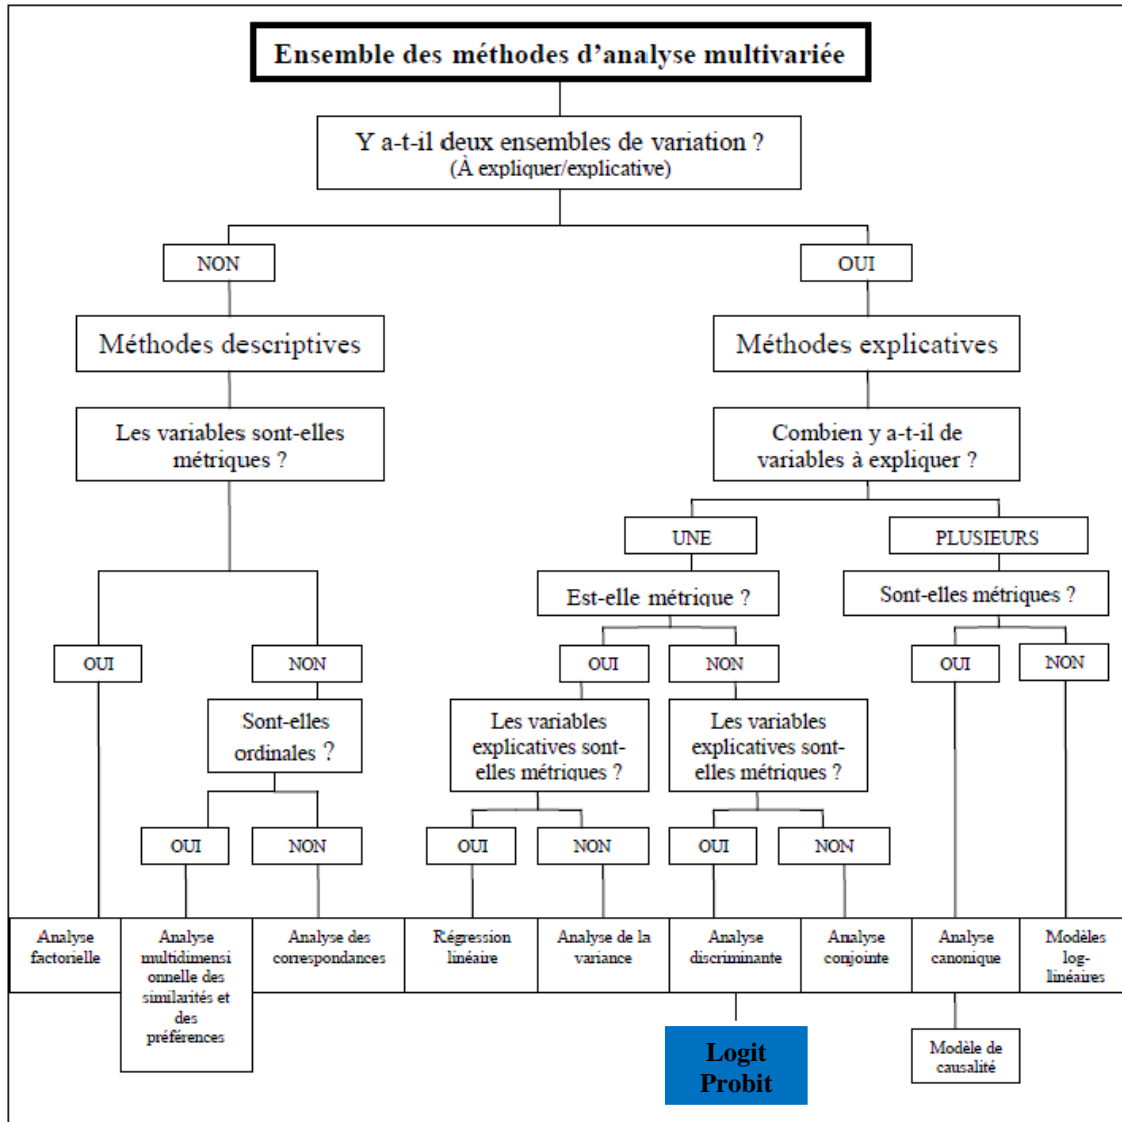 Ensemble des méthodes d'analyse multivariée
Y a-t-il deux ensembles de variation ?
(À expliquer/explicative)
NON
OUI
Méthodes descriptives
Méthodes explicatives
Les variables sont-elles
métriques ?
Combien y a-t-il de
variables à expliquer ?
UNE
PLUSIEURS
Est-elle métrique ?
Sont-elles métriques ?
OUI
NON
OUI
NON
OUI
NON
Sont-elles
ordinales ?
Les variables
explicatives sont-
elles métriques ?
Les variables
explicatives sont-
elles métriques ?
OUI
NON
OUI
NON
OUI
NON
Analyse
factorielle
Analyse
multidimensi
onnelle des
similarités et
des
préférences
Analyse des
correspondances
Régression
linéaire
Analyse de la
variance
Analyse
discriminante
Analyse
conjointe
Analyse
canonique
Modèles
log-
linéaires
Logit
Probit
Modèle de
causalité